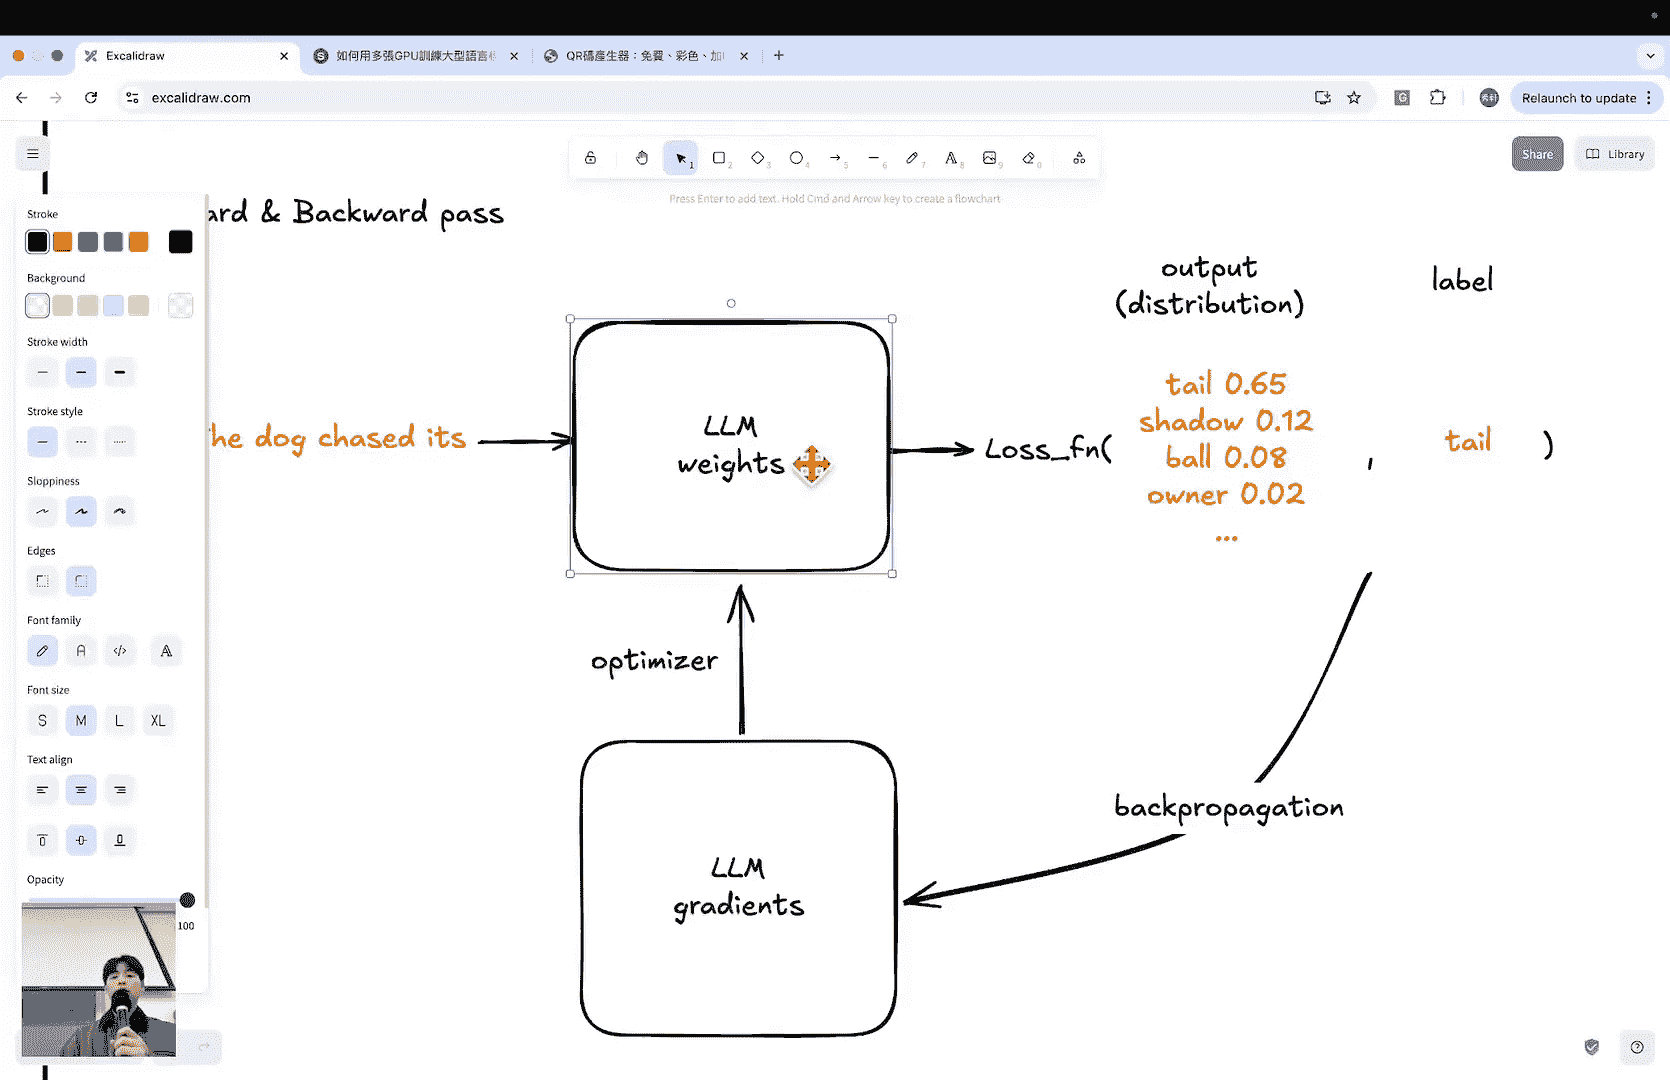 Excalidraw
如何用多張GPU訓練大型語言模
QR碼產生器：免費、彩色、加
excalidraw.com
Relaunch to update
Share
Library
Press Enter to add text. Hold Cmd and Arrow key to create a flowchart
Stroke
Background
Stroke width
Stroke style
Sloppiness
Edges
Font family
Font size
S M L XL
Text align
Opacity
100
ard & Backward pass
output
(distribution)
label
he dog chased its
LLM
weights
Loss_fn(
tail 0.65
shadow 0.12
ball 0.08
owner 0.02
...
,
tail
)
optimizer
backpropagation
LLM
gradients